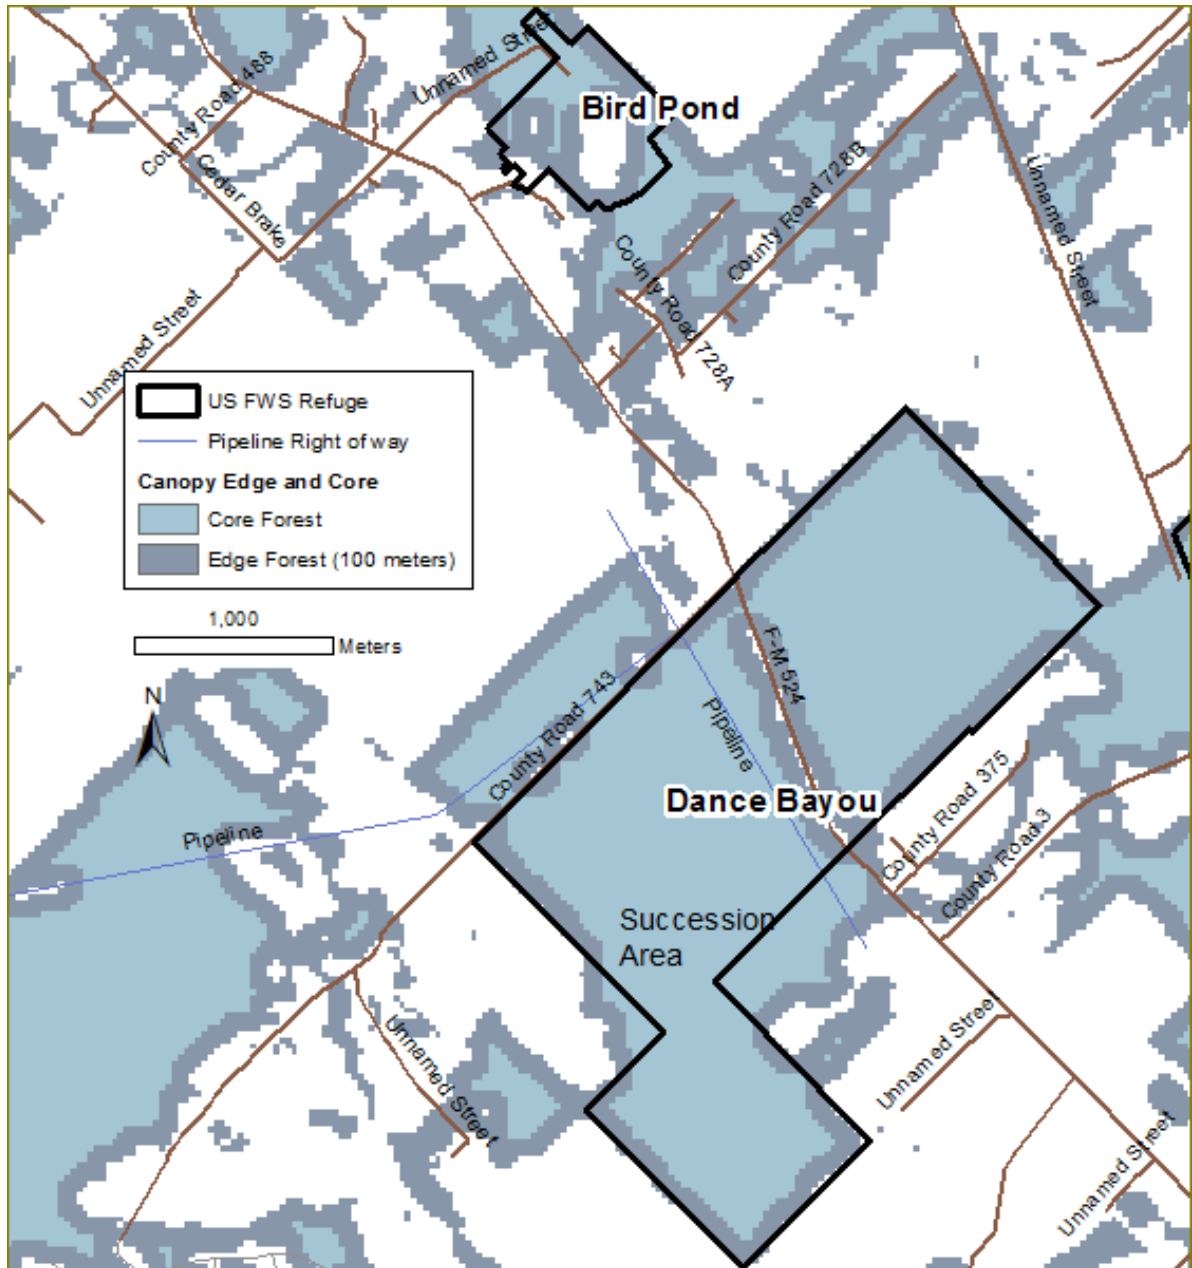 Unnamed Street
County Road 488
Bird Pond
Cedar Brake
County Road 728B
Unnamed Street
County Road 728A
Unnamed Street
US FWS Refuge
Pipeline Right of way
Canopy Edge and Core
Core Forest
Edge Forest (100 meters)
1,000
Meters
N
F-M 524
County Road 743
Pipeline
Dance Bayou
County Road 375
Pipeline
County Road 3
Succession
Area
Unnamed Street
Unnamed Street
Unnamed Street